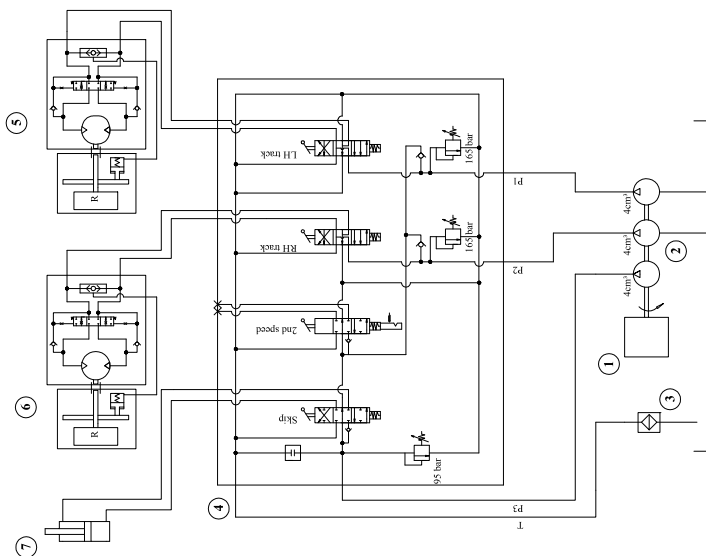 5
R
6
R
7
4
LH track
165 bar
P1
RH track
165 bar
P2
2nd speed
Skip
95 bar
P3
T
4cm³
4cm³
4cm³
2
1
3